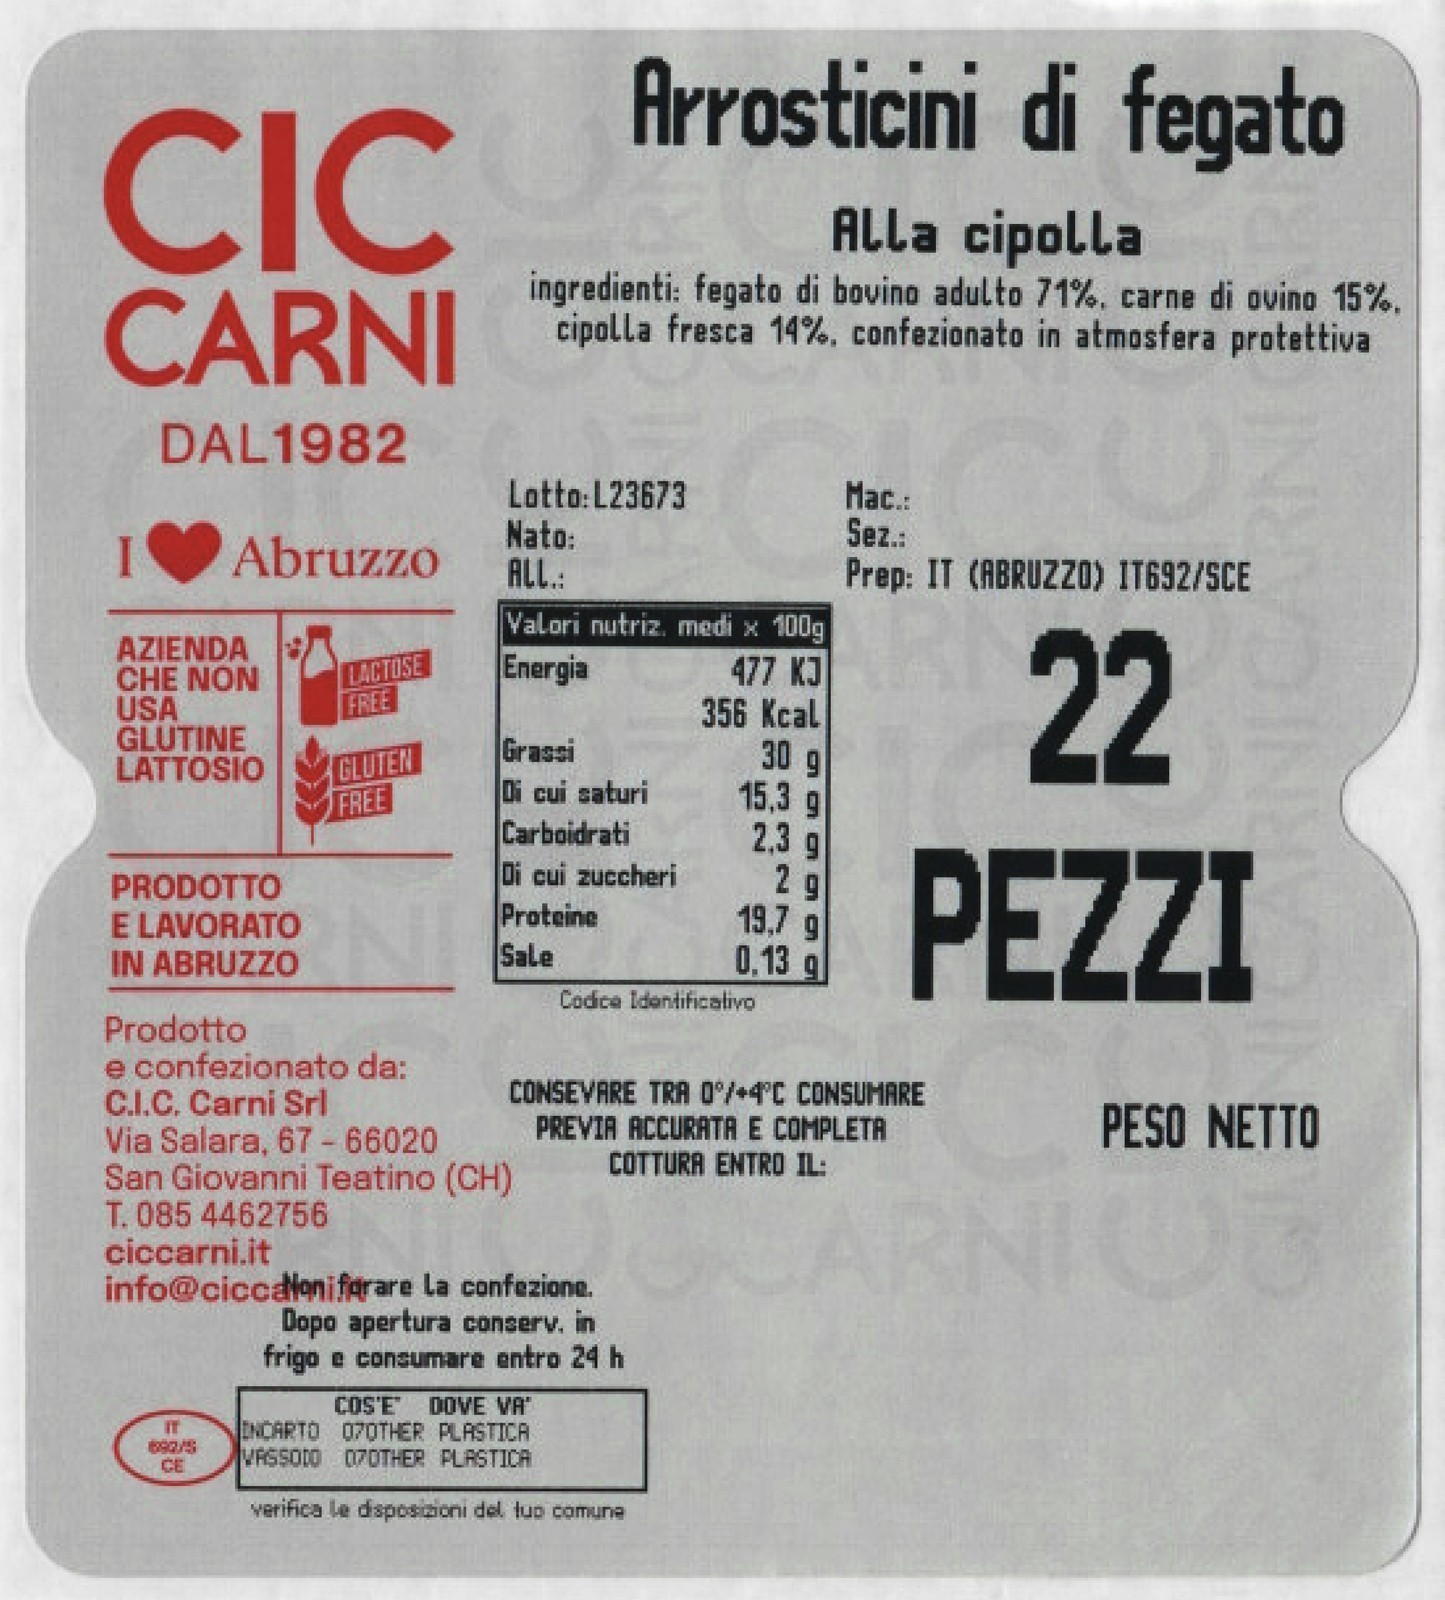 CIC
CARNI
DAL1982
I ❤ Abruzzo
AZIENDA
CHE NON
USA
GLUTINE
LATTOSIO
LACTOSE
FREE
GLUTEN
FREE
PRODOTTO
E LAVORATO
IN ABRUZZO
Prodotto
e confezionato da:
C.I.C. Carni Srl
Via Salara, 67 - 66020
San Giovanni Teatino (CH)
T. 085 4462756
ciccarni.it
info@ciccarni.it
Arrosticini di fegato
Alla cipolla
ingredienti: fegato di bovino adulto 71%, carne di ovino 15%,
cipolla fresca 14%, confezionato in atmosfera protettiva
Lotto:L23673
Nato:
All.:
Mac.:
Sez.:
Prep: IT (ABRUZZO) IT692/SCE
Valori nutriz. medi x 100g
Energia 477 KJ
356 Kcal
Grassi 30 g
Di cui saturi 15,3 g
Carboidrati 2,3 g
Di cui zuccheri 2 g
Proteine 19,7 g
Sale 0,13 g
Codice Identificativo
22
PEZZI
CONSEVARE TRA 0°/+4°C CONSUMARE
PREVIA ACCURATA E COMPLETA
COTTURA ENTRO IL:
PESO NETTO
Non forare la confezione.
Dopo apertura conserv. in
frigo e consumare entro 24 h
IT
692/S
CE
COS'E' DOVE VA'
INCARTO 07OTHER PLASTICA
VASSOIO 07OTHER PLASTICA
verifica le disposizioni del tuo comune